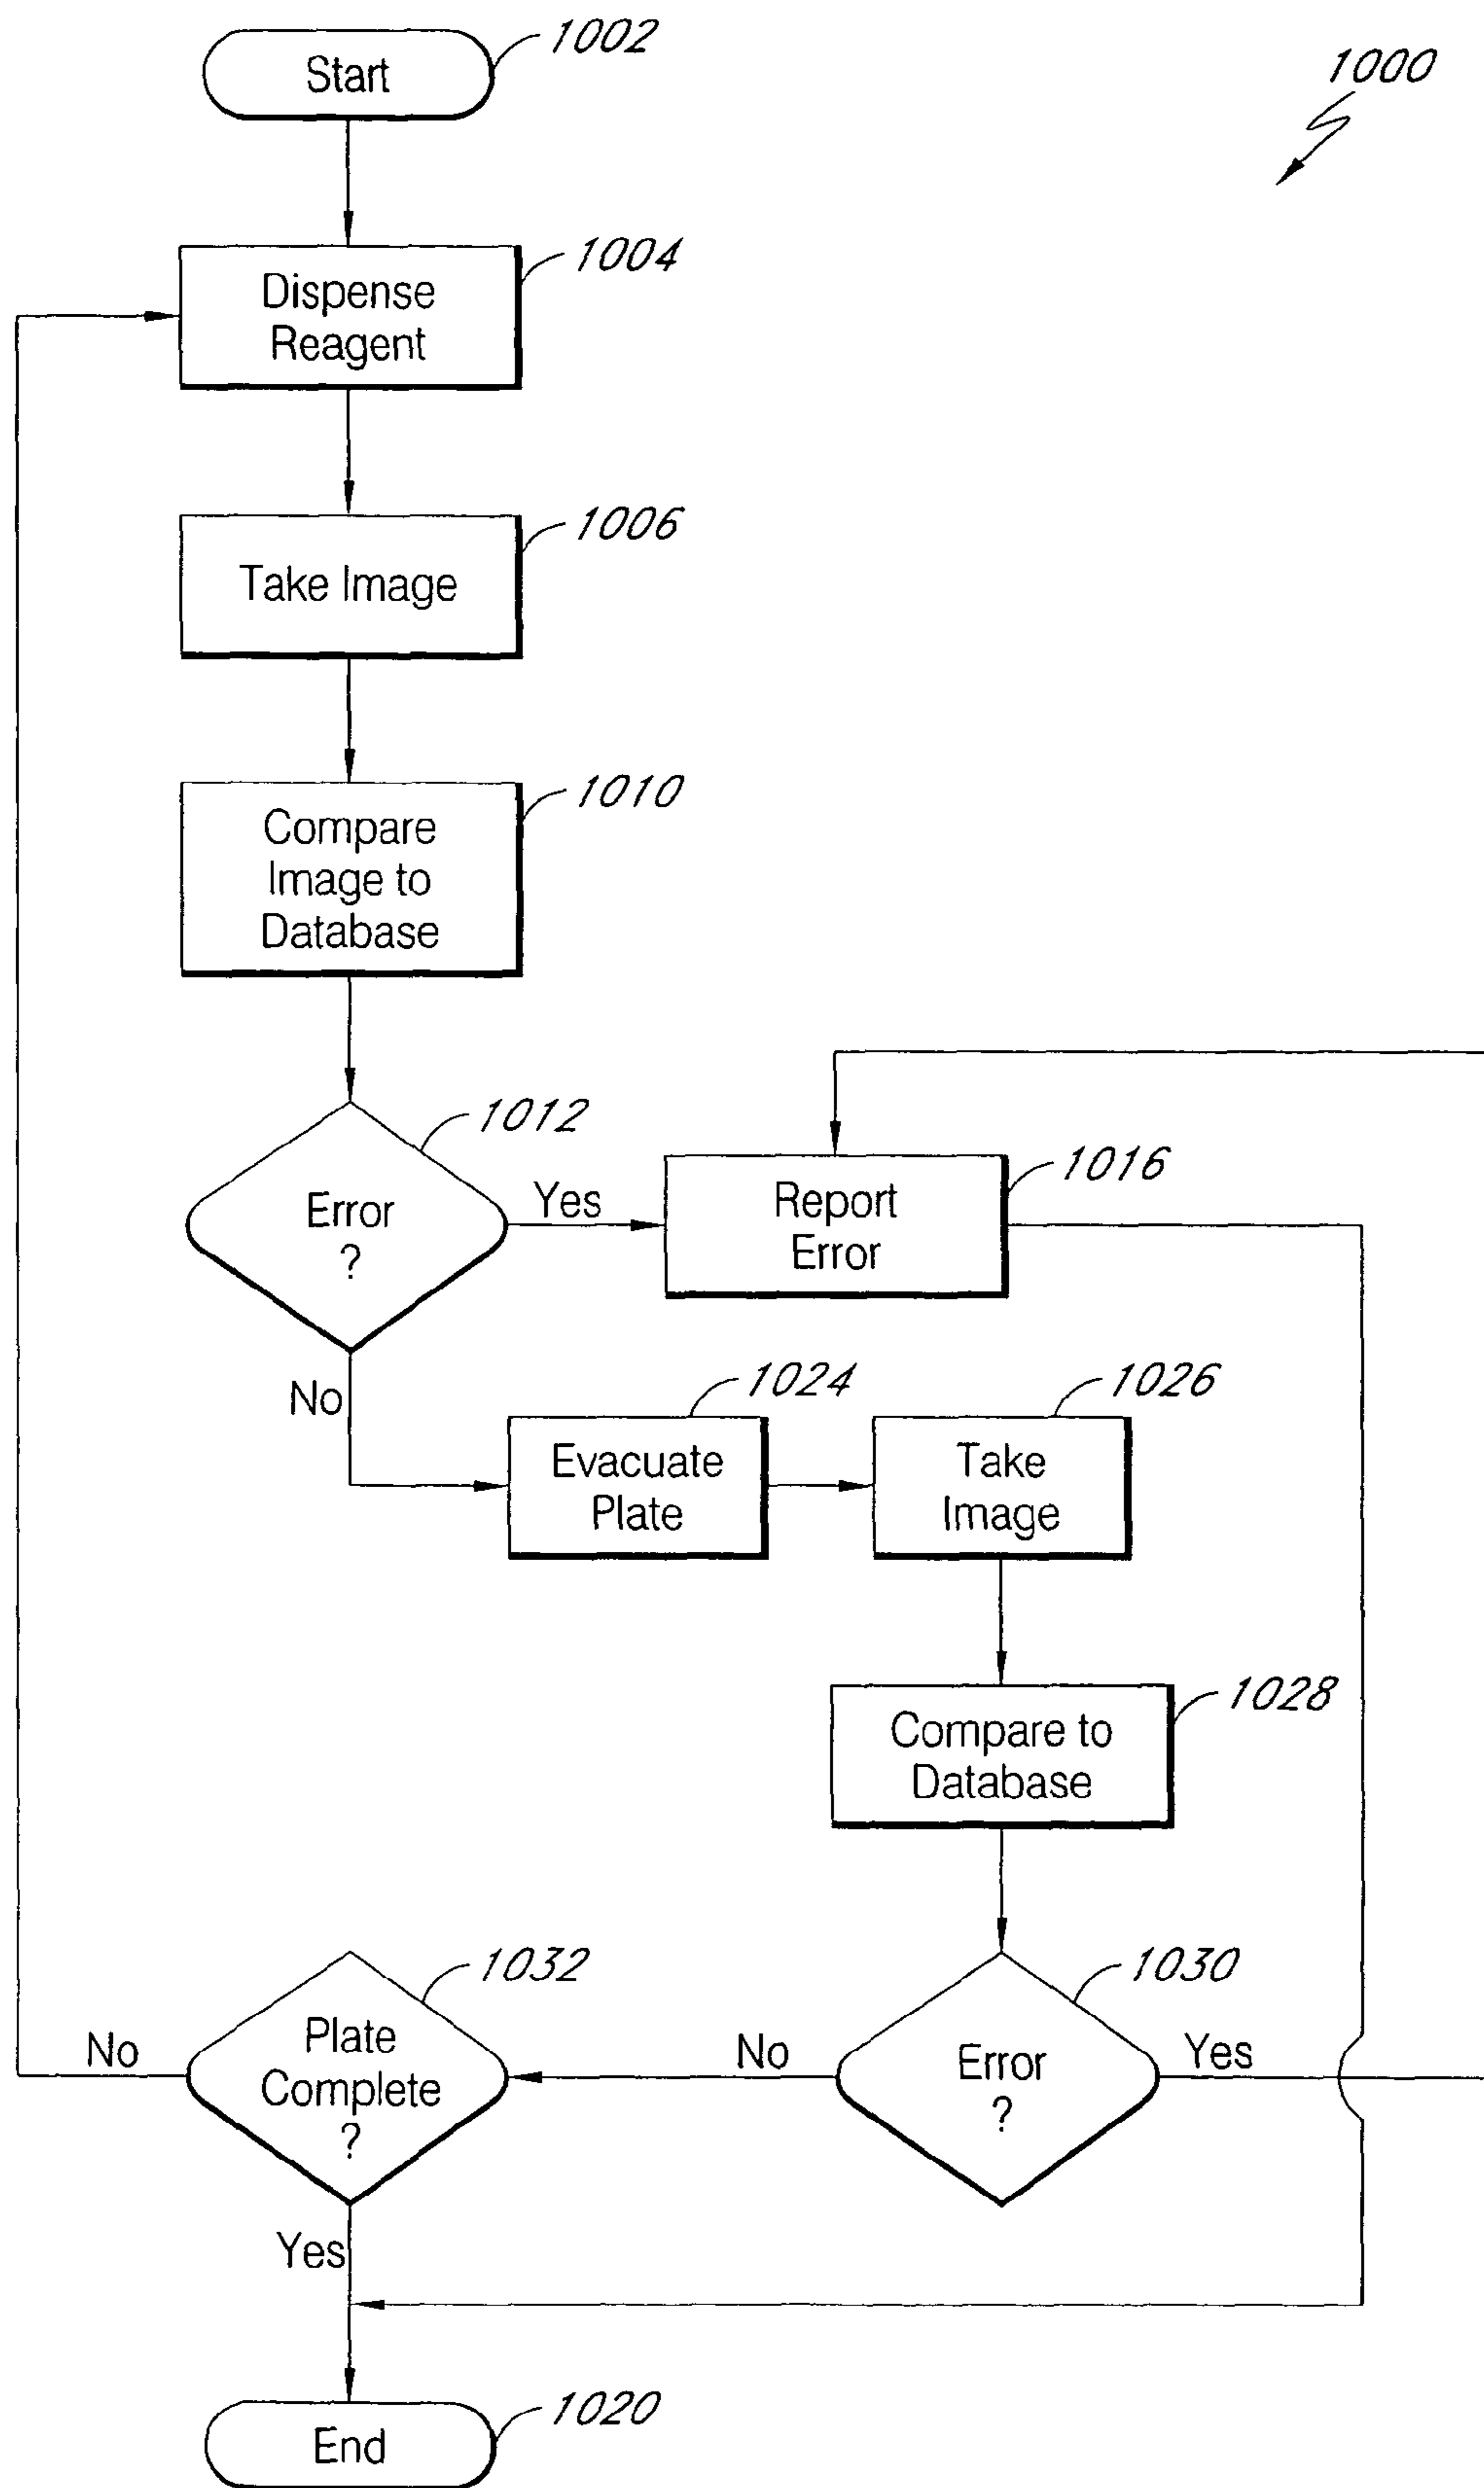 1002
Start
1000
1004
Dispense
Reagent
1006
Take Image
1010
Compare
Image to
Database
1012
Error
?
Yes
1016
Report
Error
No
1024
Evacuate
Plate
1026
Take
Image
1028
Compare to
Database
1030
Error
?
Yes
No
1032
Plate
Complete
?
No
Yes
1020
End